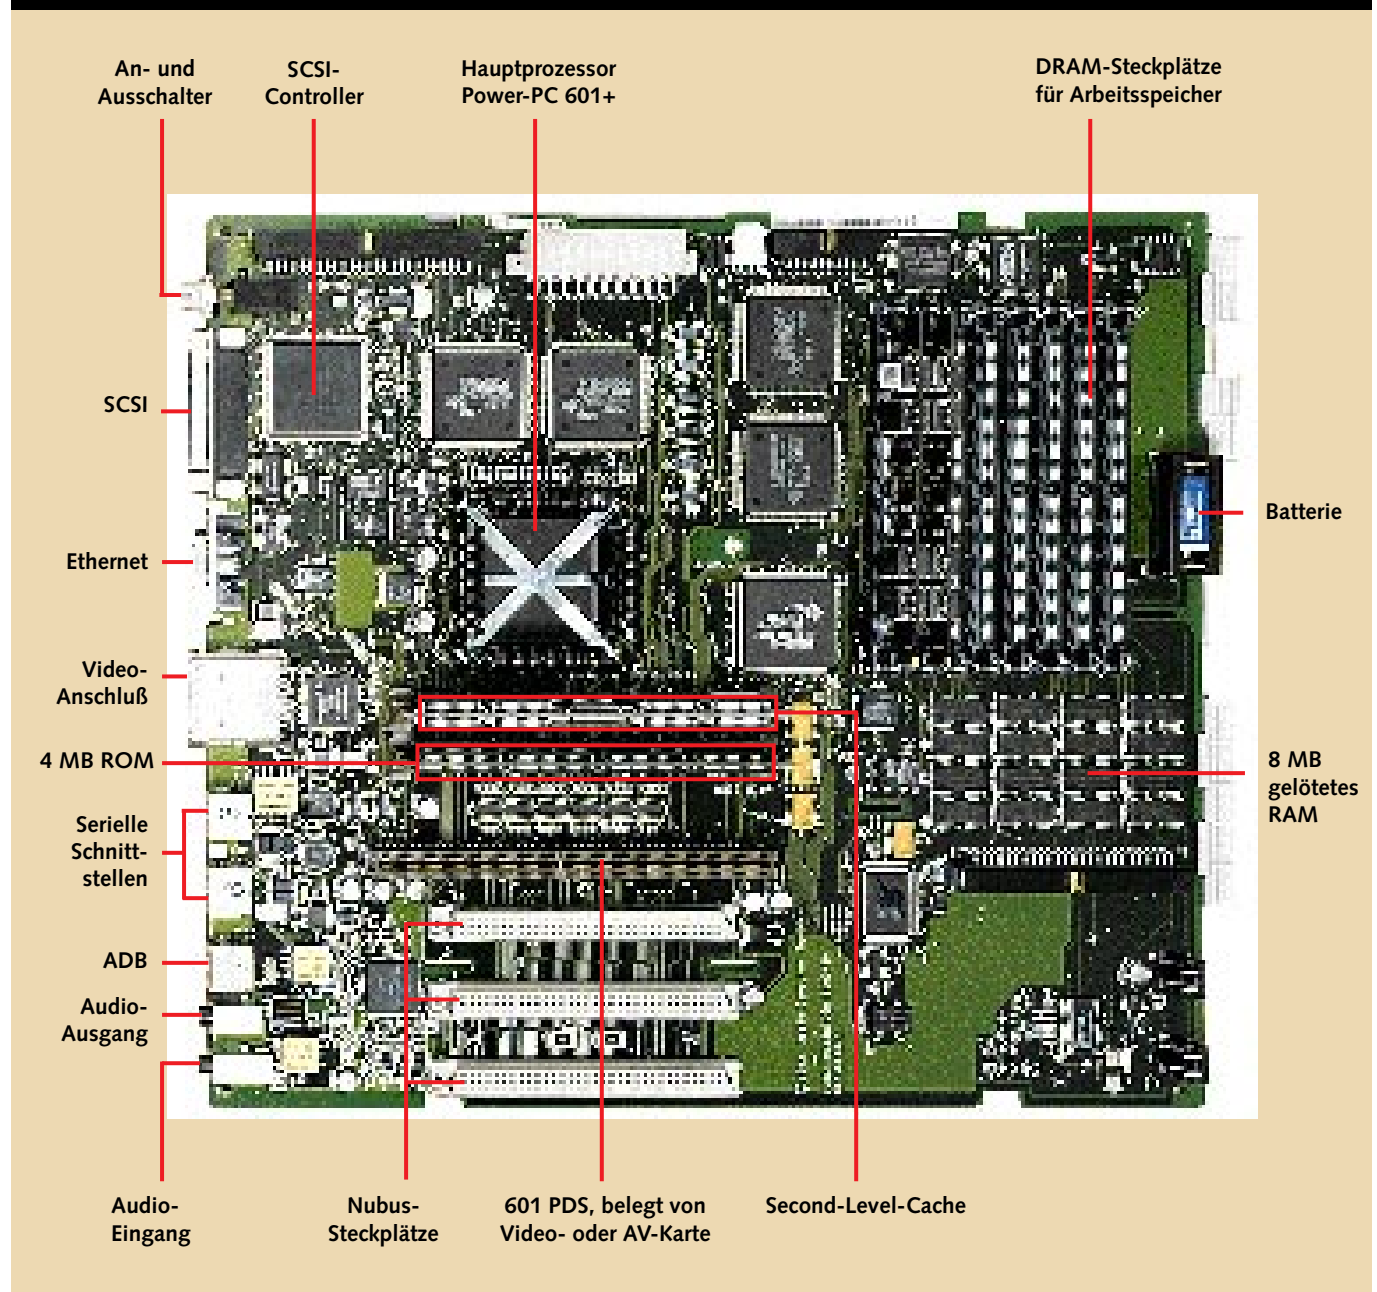 An- und
Ausschalter
SCSI-
Controller
Hauptprozessor
Power-PC 601+
DRAM-Steckplätze
für Arbeitsspeicher
SCSI
Batterie
Ethernet
Video-
Anschluß
4 MB ROM
8 MB
gelötetes
RAM
Serielle
Schnitt-
stellen
ADB
Audio-
Ausgang
Audio-
Eingang
Nubus-
Steckplätze
601 PDS, belegt von
Video- oder AV-Karte
Second-Level-Cache